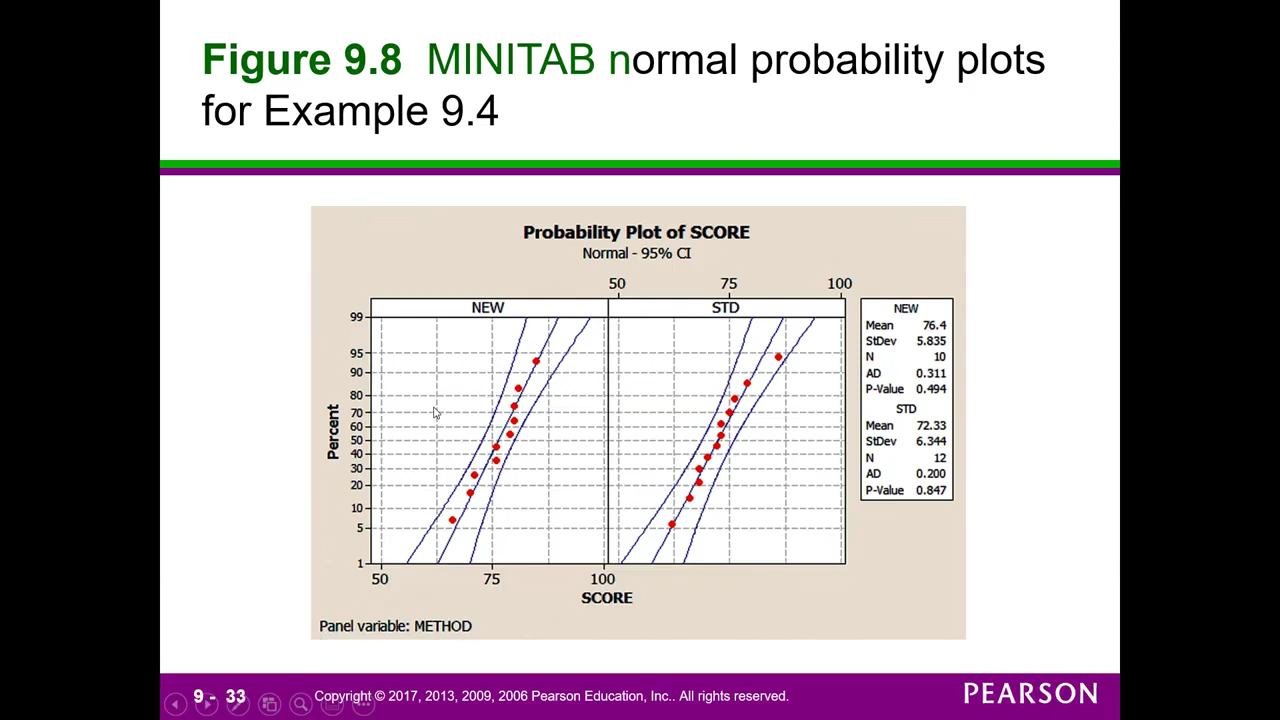 Figure 9.8 MINITAB normal probability plots
for Example 9.4
Probability Plot of SCORE
Normal - 95% CI
50 75 100
NEW STD
99
95
90
80
70
60
50
40
30
20
10
5
1
Percent
50 75 100
SCORE
Panel variable: METHOD
NEW
Mean 76.4
StDev 5.835
N 10
AD 0.311
P-Value 0.494
STD
Mean 72.33
StDev 6.344
N 12
AD 0.200
P-Value 0.847
9 - 33
Copyright © 2017, 2013, 2009, 2006 Pearson Education, Inc.. All rights reserved.
PEARSON